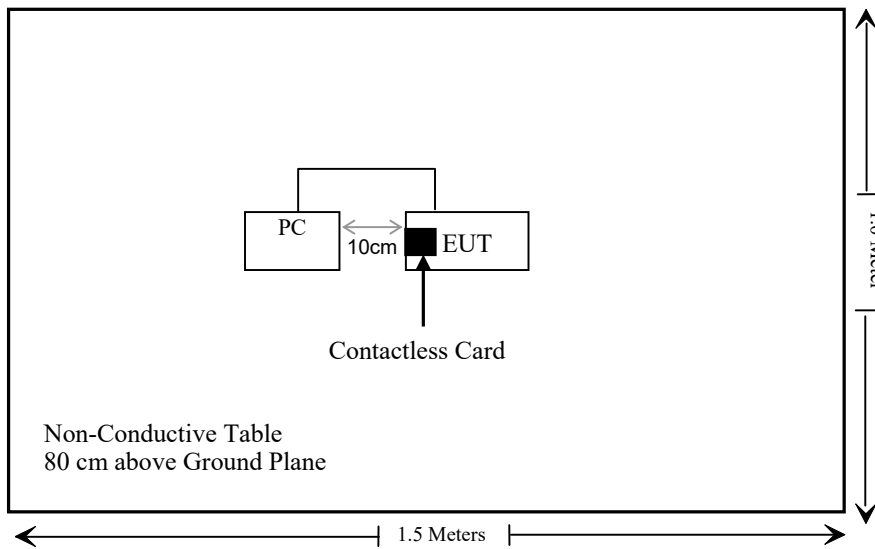 PC
10cm
EUT
Contactless Card
Non-Conductive Table
80 cm above Ground Plane
1.5 Meters